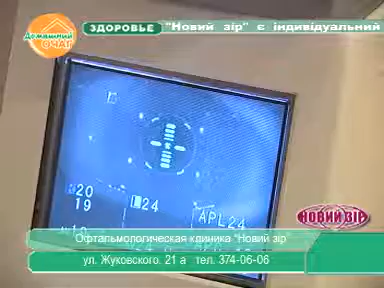 Домашний ОЧАГ
ЗДОРОВЬЕ
"Новий зір" є індивідуальний
20
19
L24
APL24
НОВИЙ ЗІР
Офтальмологическая клиника "Новий зір"
ул. Жуковского. 21 а тел. 374-06-06